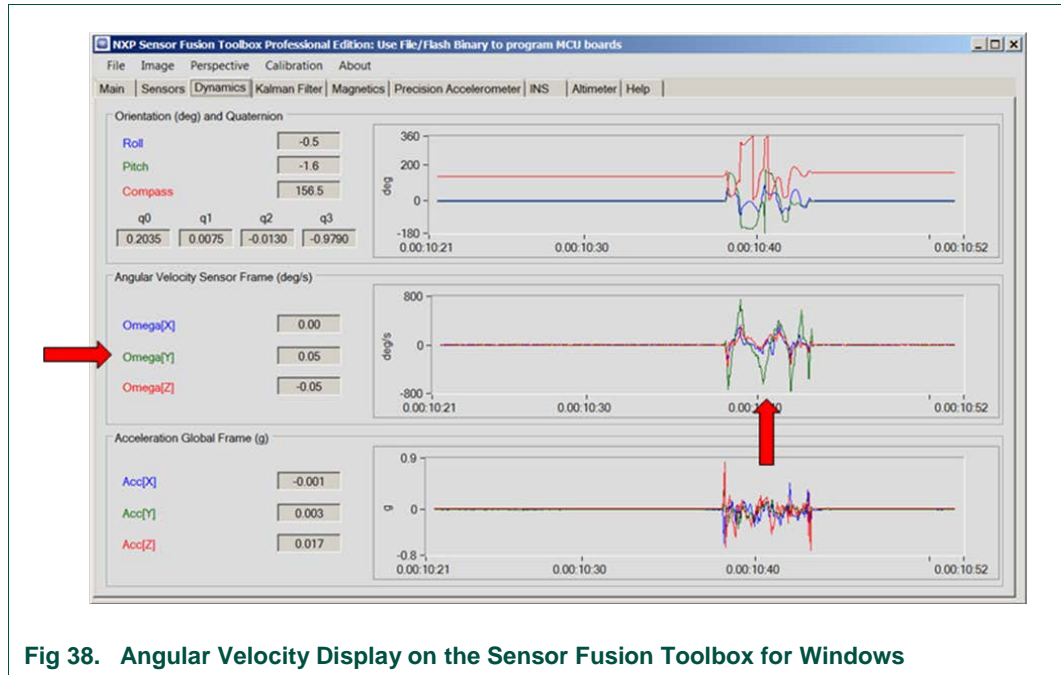 NXP Sensor Fusion Toolbox Professional Edition: Use File/Flash Binary to program MCU boards
File Image Perspective Calibration About
Main Sensors Dynamics Kalman Filter Magnetics Precision Accelerometer INS Altimeter Help
Orientation (deg) and Quaternion
Roll -0.5
Pitch -1.6
Compass 156.5
q0 q1 q2 q3
0.2035 0.0075 -0.0130 -0.9790
deg
360
200
0
-180
0.00:10:21 0.00:10:30 0.00:10:40 0.00:10:52
Angular Velocity Sensor Frame (deg/s)
Omega[X] 0.00
Omega[Y] 0.05
Omega[Z] -0.05
deg/s
800
0
-800
0.00:10:21 0.00:10:30 0.00:10:52
Acceleration Global Frame (g)
Acc[X] -0.001
Acc[Y] 0.003
Acc[Z] 0.017
g
0.9
0
-0.8
0.00:10:21 0.00:10:30 0.00:10:40 0.00:10:52
Fig 38. Angular Velocity Display on the Sensor Fusion Toolbox for Windows